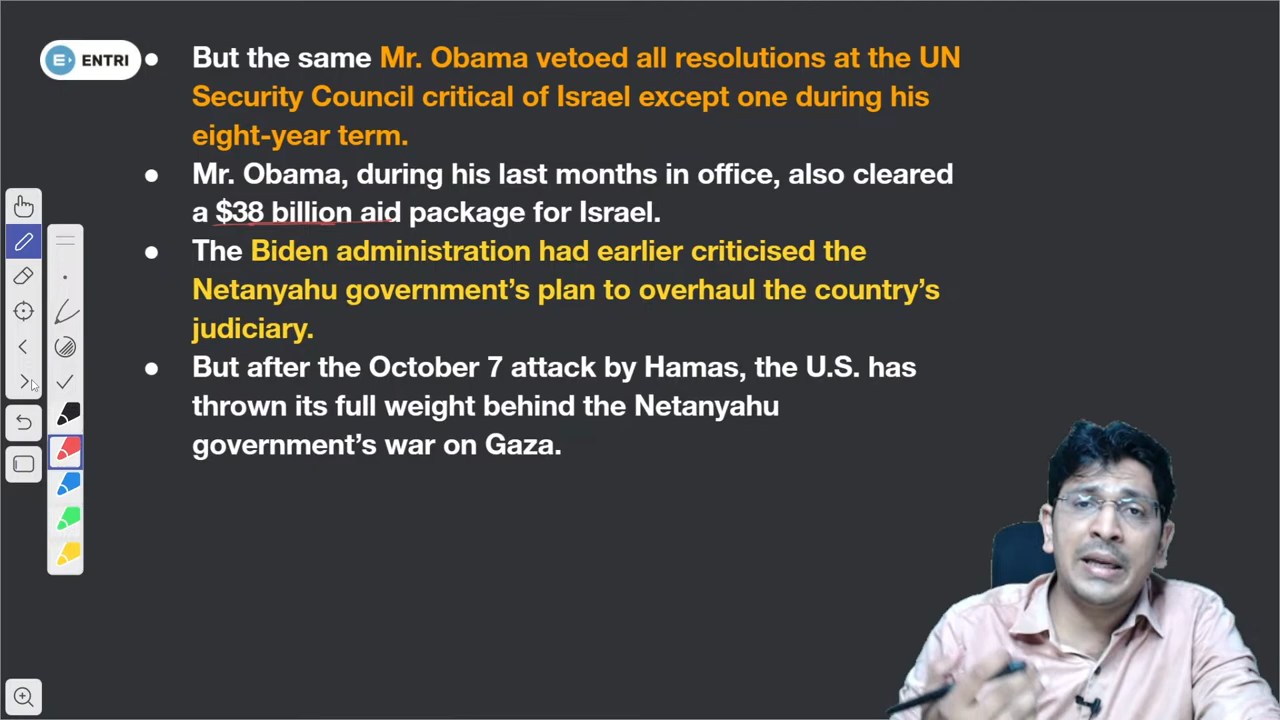 ENTRI
But the same Mr. Obama vetoed all resolutions at the UN
Security Council critical of Israel except one during his
eight-year term.
Mr. Obama, during his last months in office, also cleared
a $38 billion aid package for Israel.
The Biden administration had earlier criticised the
Netanyahu government’s plan to overhaul the country’s
judiciary.
But after the October 7 attack by Hamas, the U.S. has
thrown its full weight behind the Netanyahu
government’s war on Gaza.